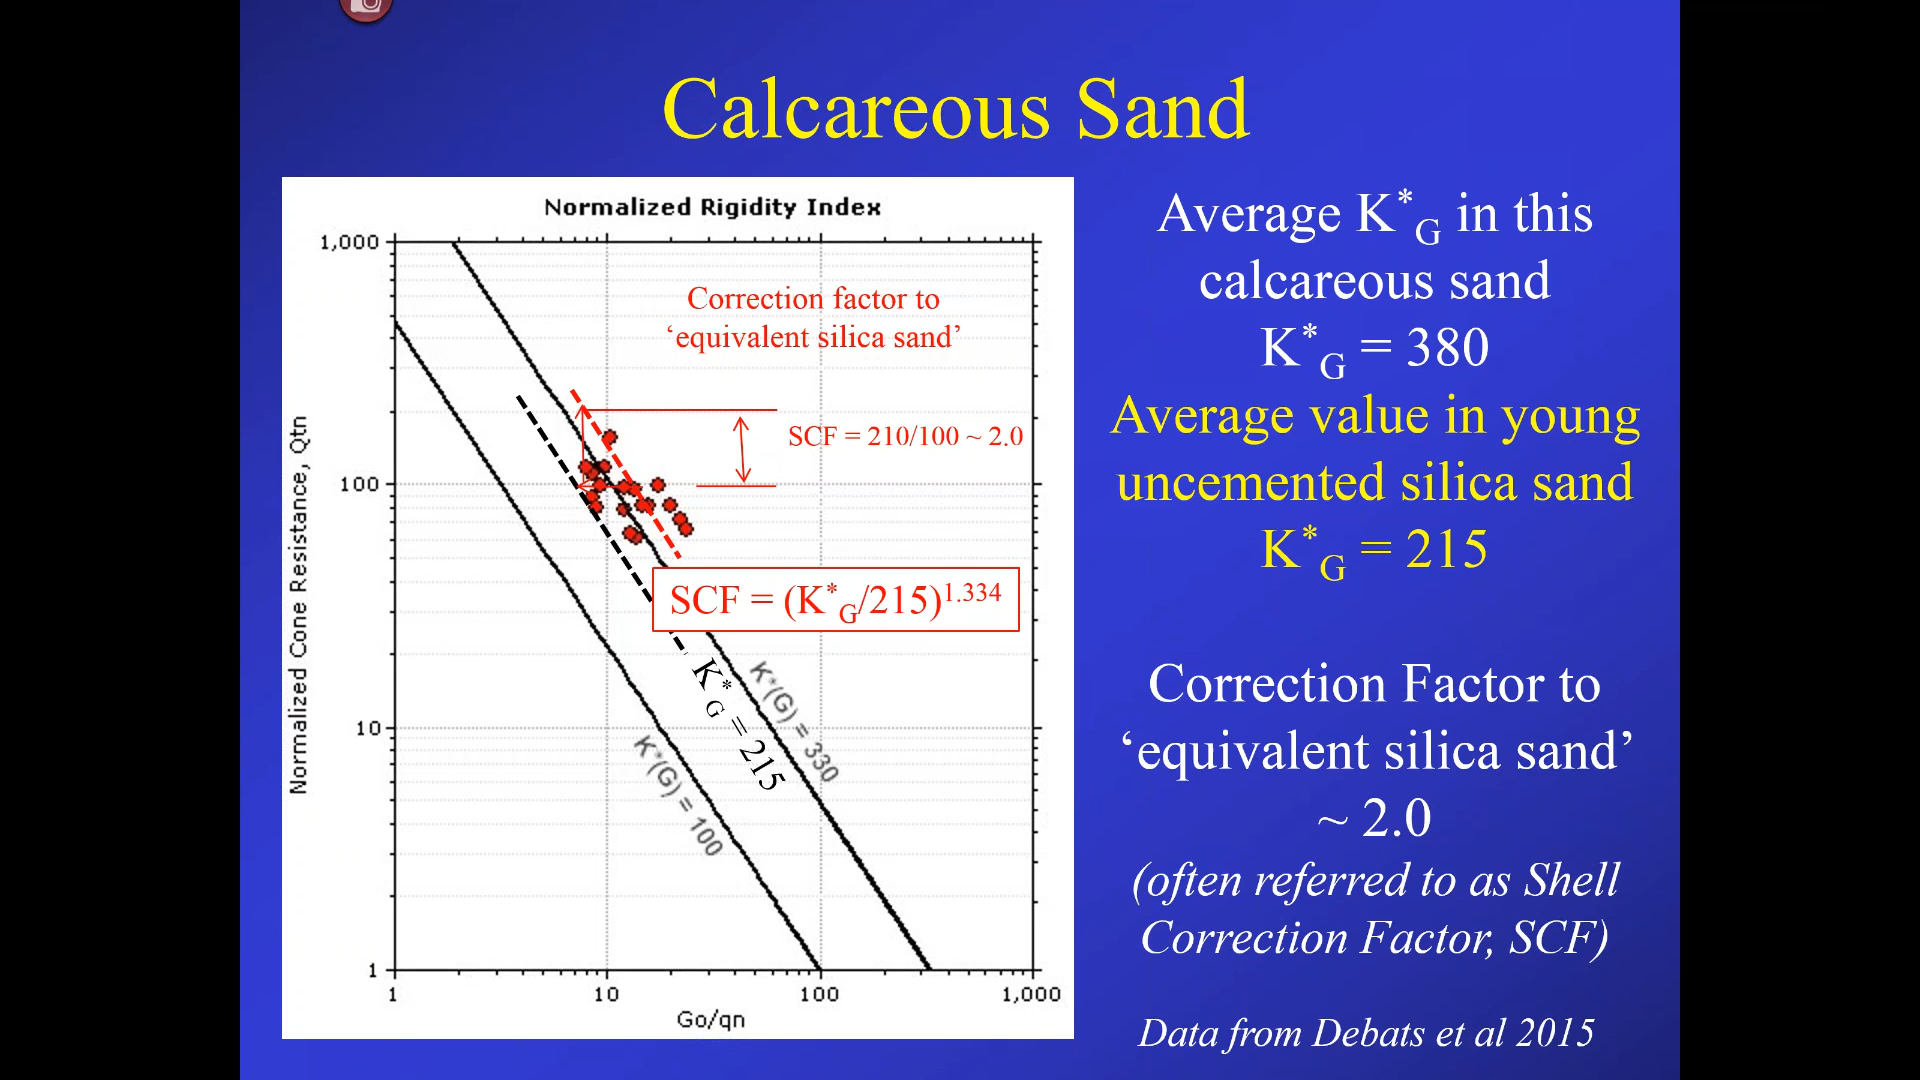 Calcareous Sand
Normalized Rigidity Index
1,000
100
10
1
Normalized Cone Resistance, Qtn
1
10
100
1,000
Go/qn
Correction factor to
‘equivalent silica sand’
SCF = 210/100 ~ 2.0
SCF = (K*G/215)1.334
K*G = 215
K*(G) = 330
K*(G) = 100
Average K*G in this
calcareous sand
K*G = 380
Average value in young
uncemented silica sand
K*G = 215
Correction Factor to
‘equivalent silica sand’
~ 2.0
(often referred to as Shell
Correction Factor, SCF)
Data from Debats et al 2015